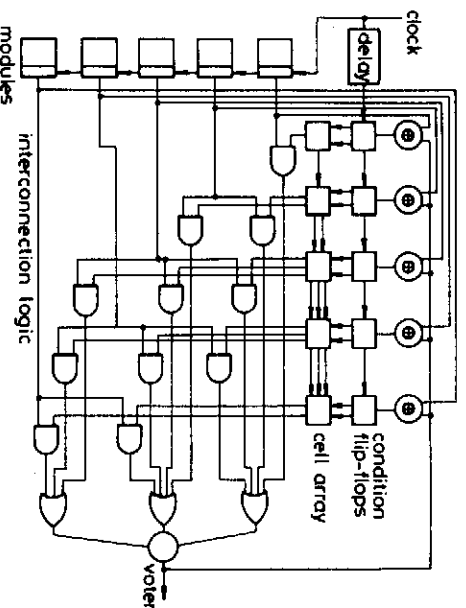 clock
delay
modules
interconnection logic
condition
flip-flops
cell array
voter